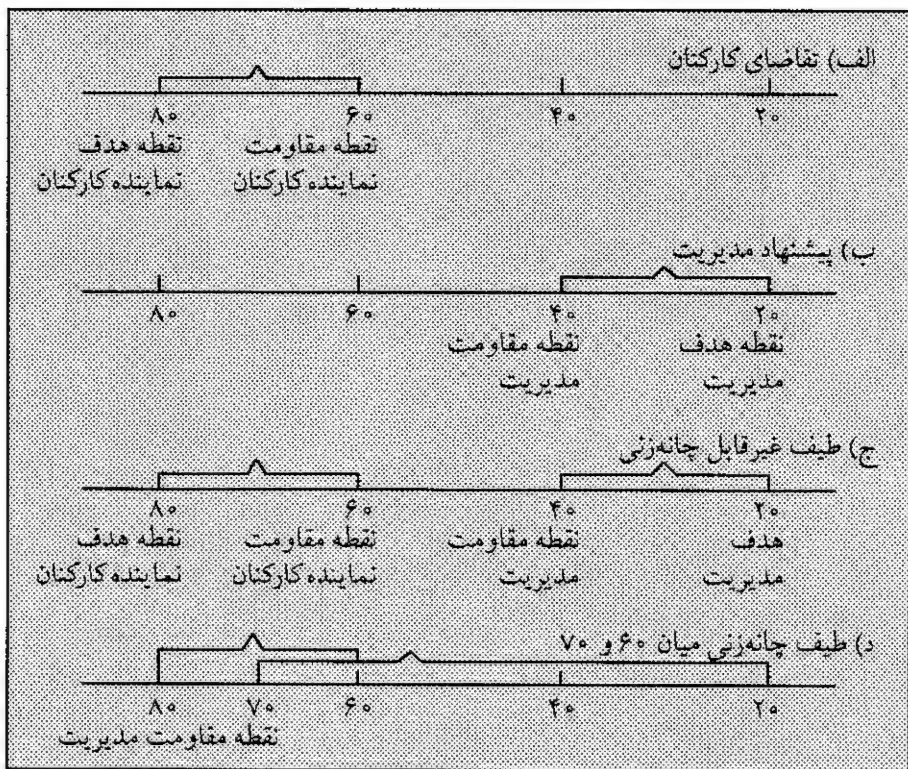 الف) تقاضای کارکنان
۲۰ ۴۰ ۶۰ ۸۰
نقطه مقاومت نقطه هدف
نماینده کارکنان نماینده کارکنان
ب) پیشنهاد مدیریت
۲۰ ۴۰ ۶۰ ۸۰
نقطه هدف نقطه مقاومت
مدیریت مدیریت
ج) طیف غیرقابل چانه‌زنی
۲۰ ۴۰ ۶۰ ۸۰
هدف نقطه مقاومت نقطه مقاومت نقطه هدف
مدیریت مدیریت نماینده کارکنان نماینده کارکنان
د) طیف چانه‌زنی میان ۶۰ و ۷۰
۲۰ ۴۰ ۶۰ ۷۰ ۸۰
نقطه مقاومت مدیریت